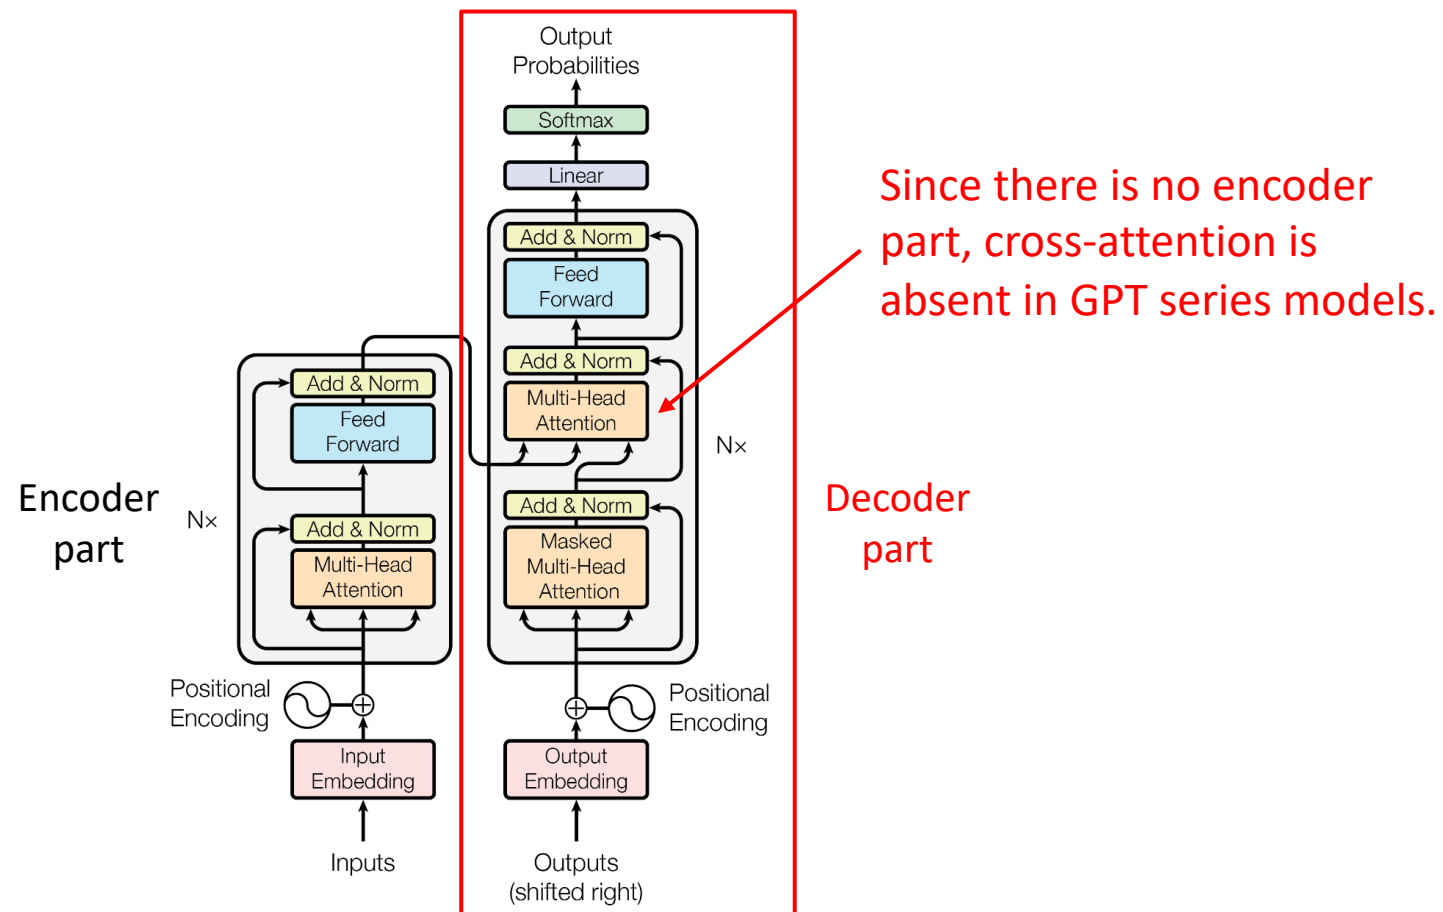 Output
Probabilities
Softmax
Linear
Add & Norm
Feed
Forward
Add & Norm
Multi-Head
Attention
N×
Add & Norm
Masked
Multi-Head
Attention
Positional
Encoding
Output
Embedding
Outputs
(shifted right)
Since there is no encoder
part, cross-attention is
absent in GPT series models.
Decoder
part
Add & Norm
Feed
Forward
Encoder
part
N×
Add & Norm
Multi-Head
Attention
Positional
Encoding
Input
Embedding
Inputs